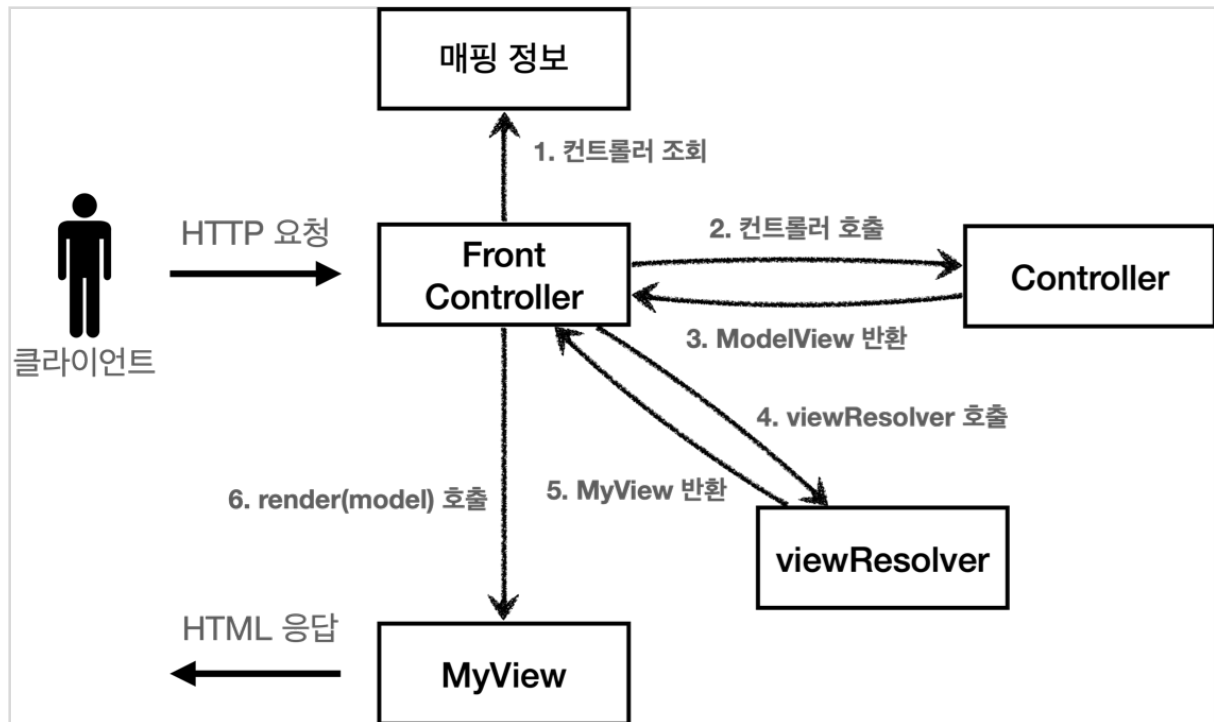 매핑 정보
1. 컨트롤러 조회
HTTP 요청
Front
Controller
2. 컨트롤러 호출
Controller
3. ModelView 반환
클라이언트
4. viewResolver 호출
5. MyView 반환
6. render(model) 호출
viewResolver
HTML 응답
MyView